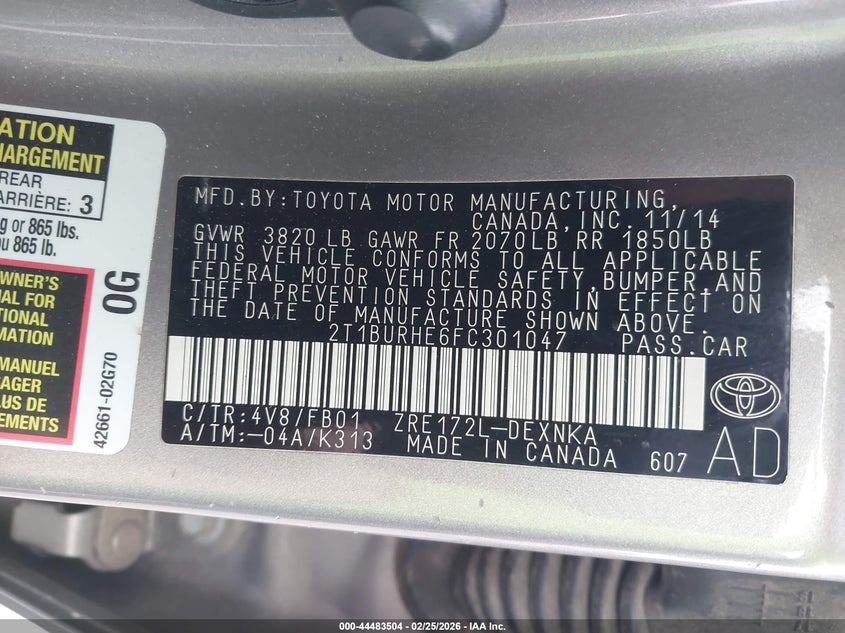 ATION
HARGEMENT
REAR
ARRIÈRE: 3
g or 865 lbs.
u 865 lb.
WNER'S
AL FOR
TIONAL
RMATION
MANUEL
AGER
LUS DE
EMENTS
OG
42661-02G70
MFD.BY:TOYOTA MOTOR MANUFACTURING,
CANADA,INC. 11/14
GVWR 3820 LB GAWR FR 2070LB RR 1850LB
THIS VEHICLE CONFORMS TO ALL APPLICABLE
FEDERAL MOTOR VEHICLE SAFETY,BUMPER,AND
THEFT PREVENTION STANDARDS IN EFFECT ON
THE DATE OF MANUFACTURE SHOWN ABOVE.
2T1BURHE6FC301047 PASS.CAR
C/TR:4V8/FB01 ZRE172L-DEXNKA
A/TM:-04A/K313 MADE IN CANADA 607
AD
000-44483504 - 02/25/2026 - IAA Inc.